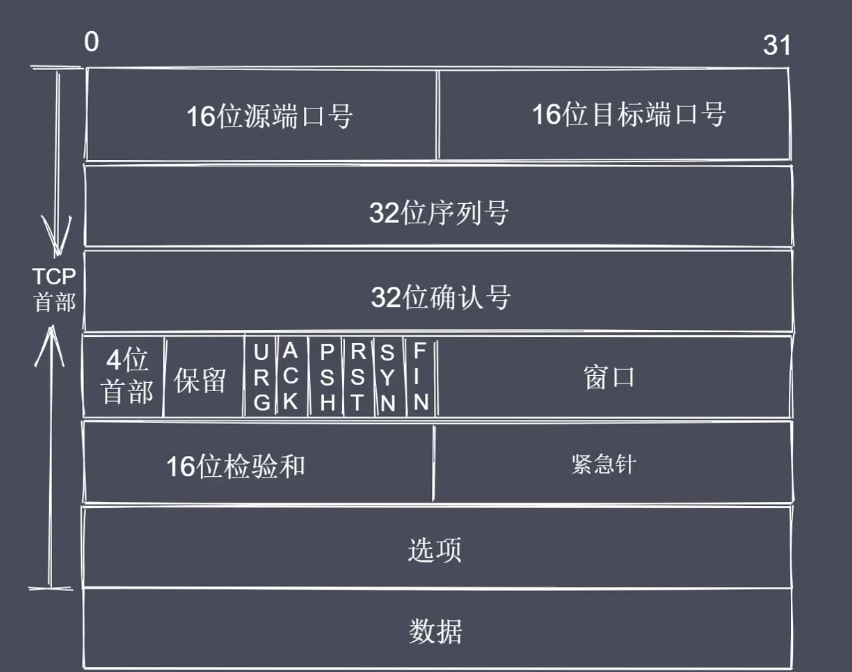 0
31
16位源端口号
16位目标端口号
32位序列号
TCP
首部
32位确认号
4位
首部
保留
URG
ACK
PSH
RST
SYN
FIN
窗口
16位检验和
紧急针
选项
数据